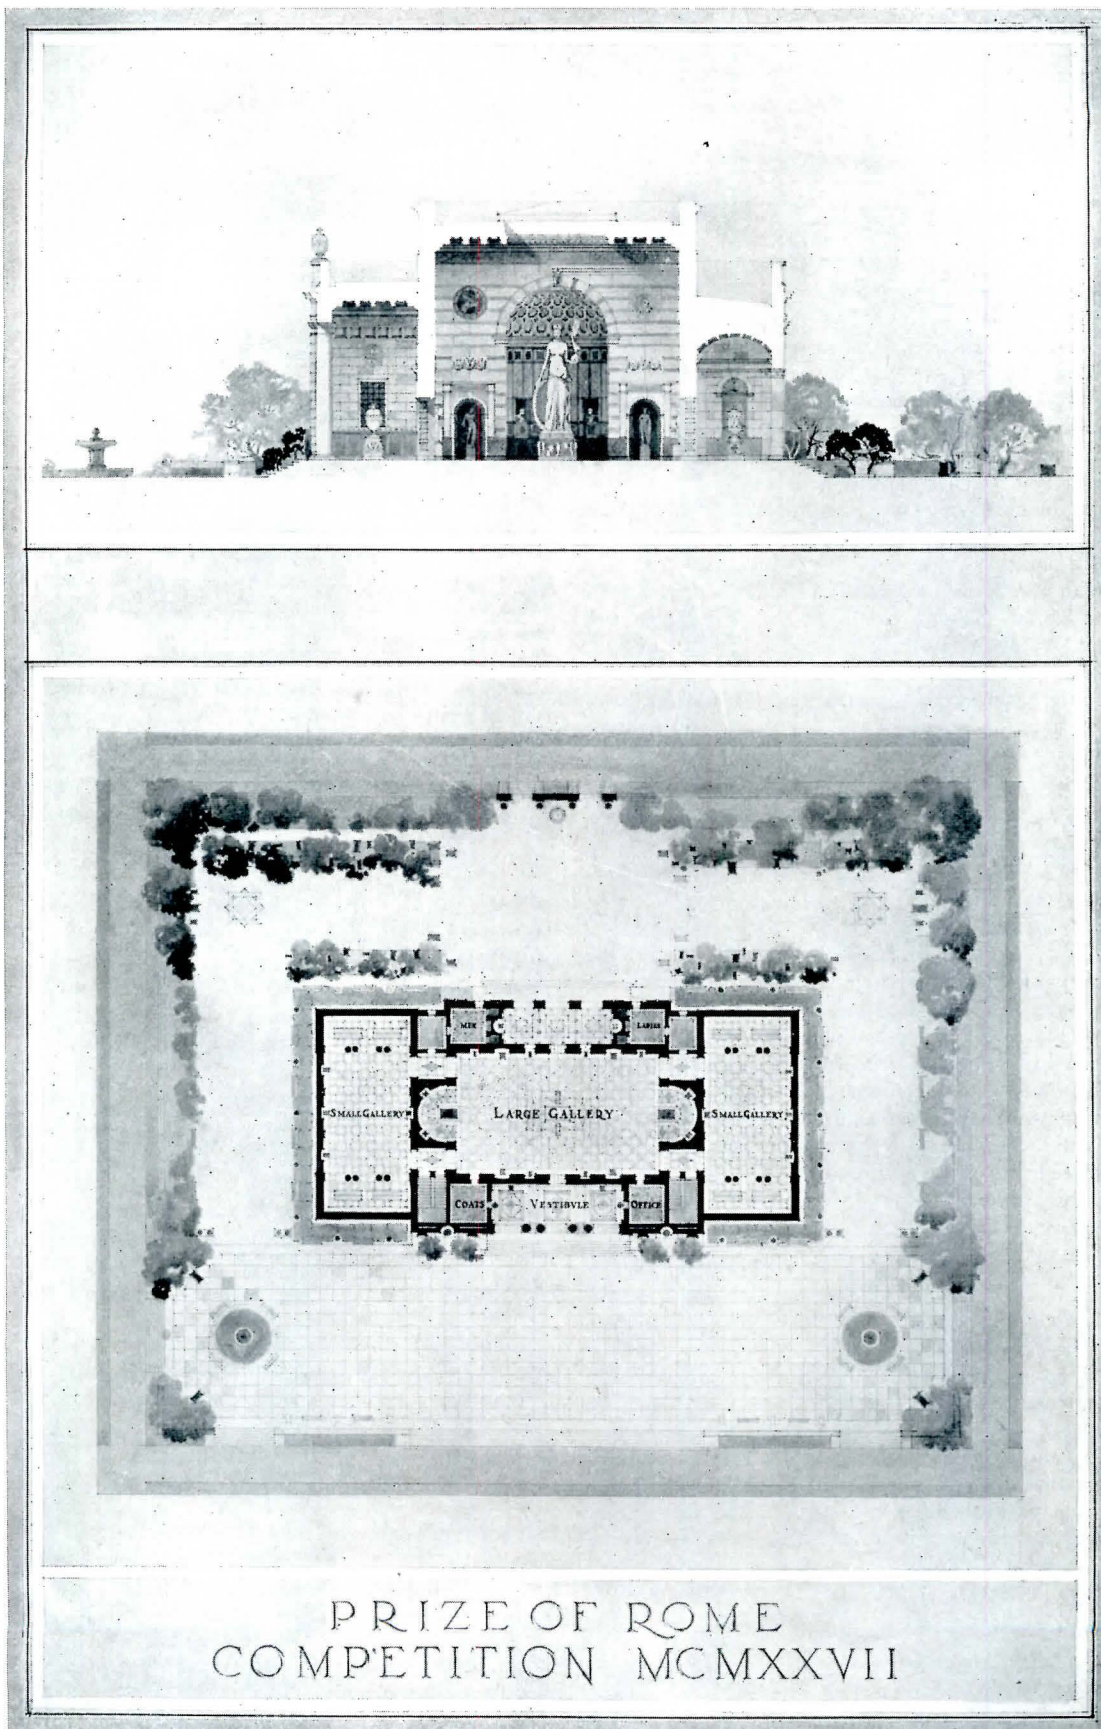 MEN
LADIES
SMALL GALLERY
LARGE GALLERY
SMALL GALLERY
COATS
VESTIBVLE
OFFICE
PRIZE OF ROME
COMPETITION MCMXXVII